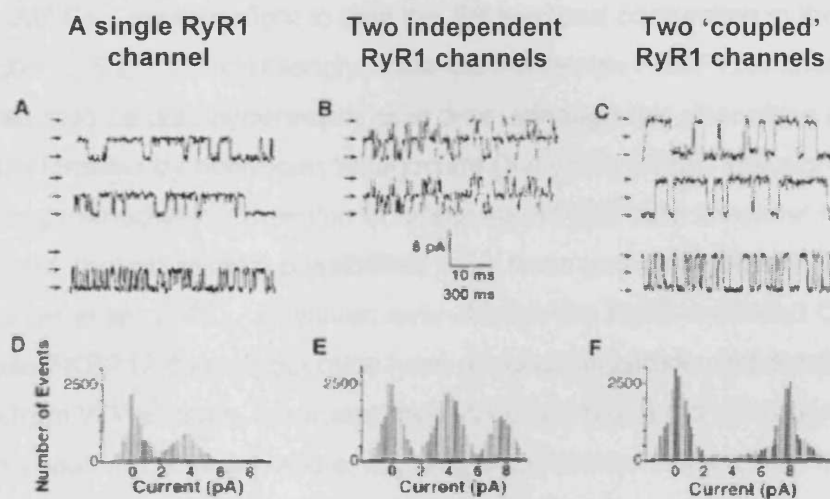 A single RyR1 channel
Two independent RyR1 channels
Two ‘coupled’ RyR1 channels
A
B
C
8 pA
10 ms
300 ms
D
E
F
Number of Events
2500
0
0 2 4 6 8
Current (pA)
2500
0
0 2 4 6 8
Current (pA)
2500
0
0 2 4 6 8
Current (pA)